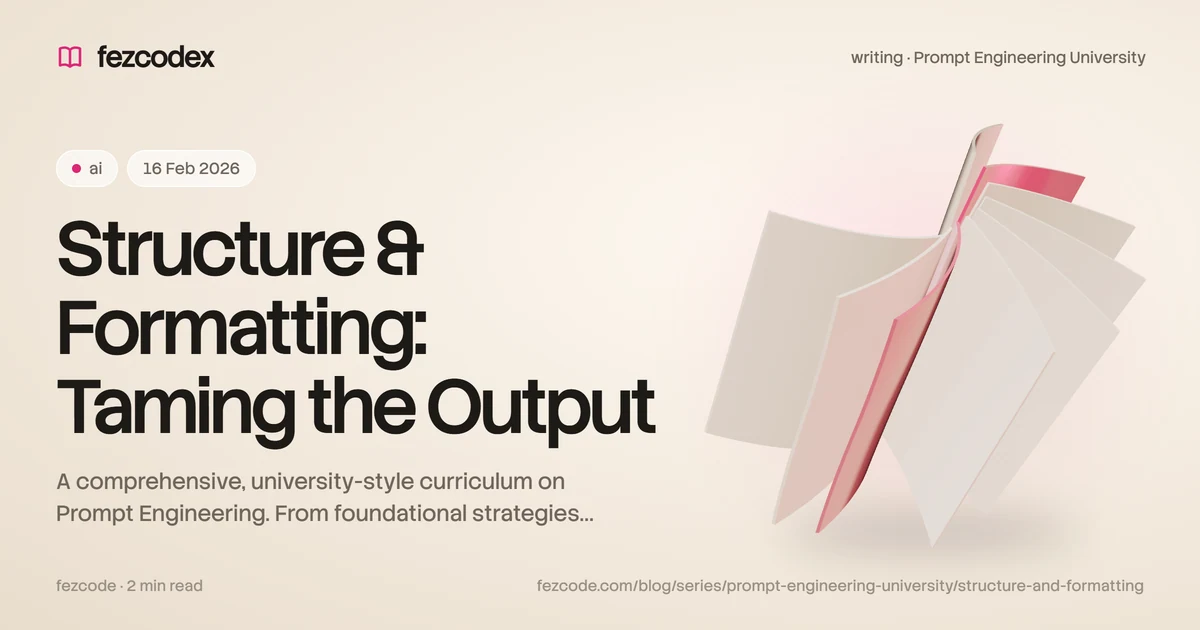 fezcodex
writing · Prompt Engineering University
ai
16 Feb 2026
Structure &
Formatting:
Taming the Output
A comprehensive, university-style curriculum on
Prompt Engineering. From foundational strategies...
fezcode · 2 min read
fezcode.com/blog/series/prompt-engineering-university/structure-and-formatting